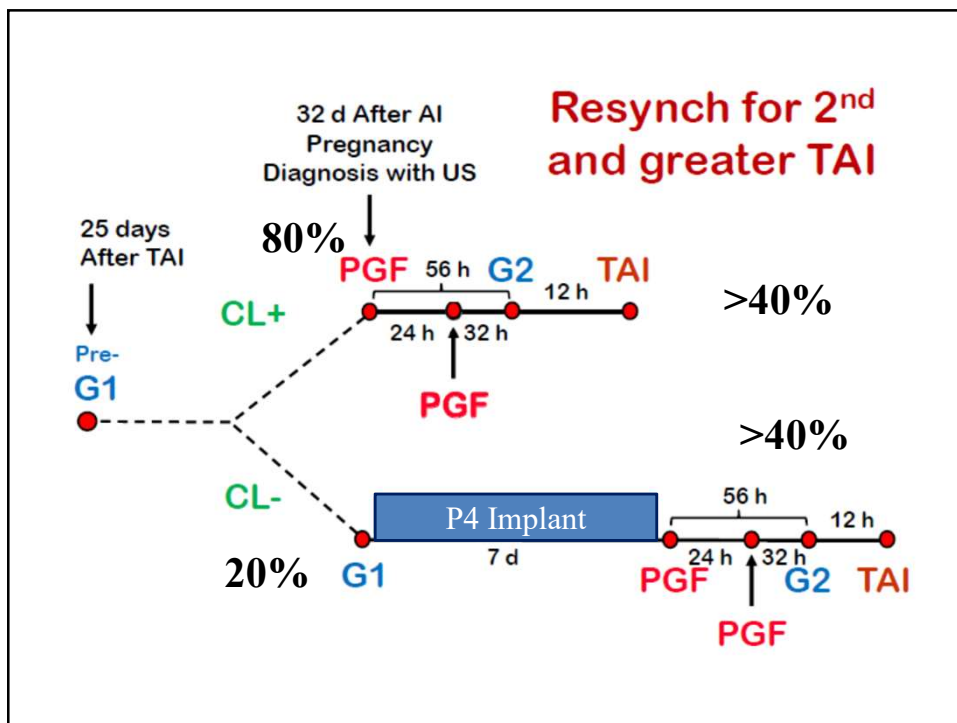 Resynch for 2nd
and greater TAI
32 d After AI
Pregnancy
Diagnosis with US
25 days
After TAI
80%
PGF
56 h
G2
TAI
12 h
>40%
CL+
24 h
32 h
Pre-
G1
PGF
>40%
CL-
P4 Implant
56 h
12 h
20%
G1
7 d
24 h
32 h
PGF
G2
TAI
PGF